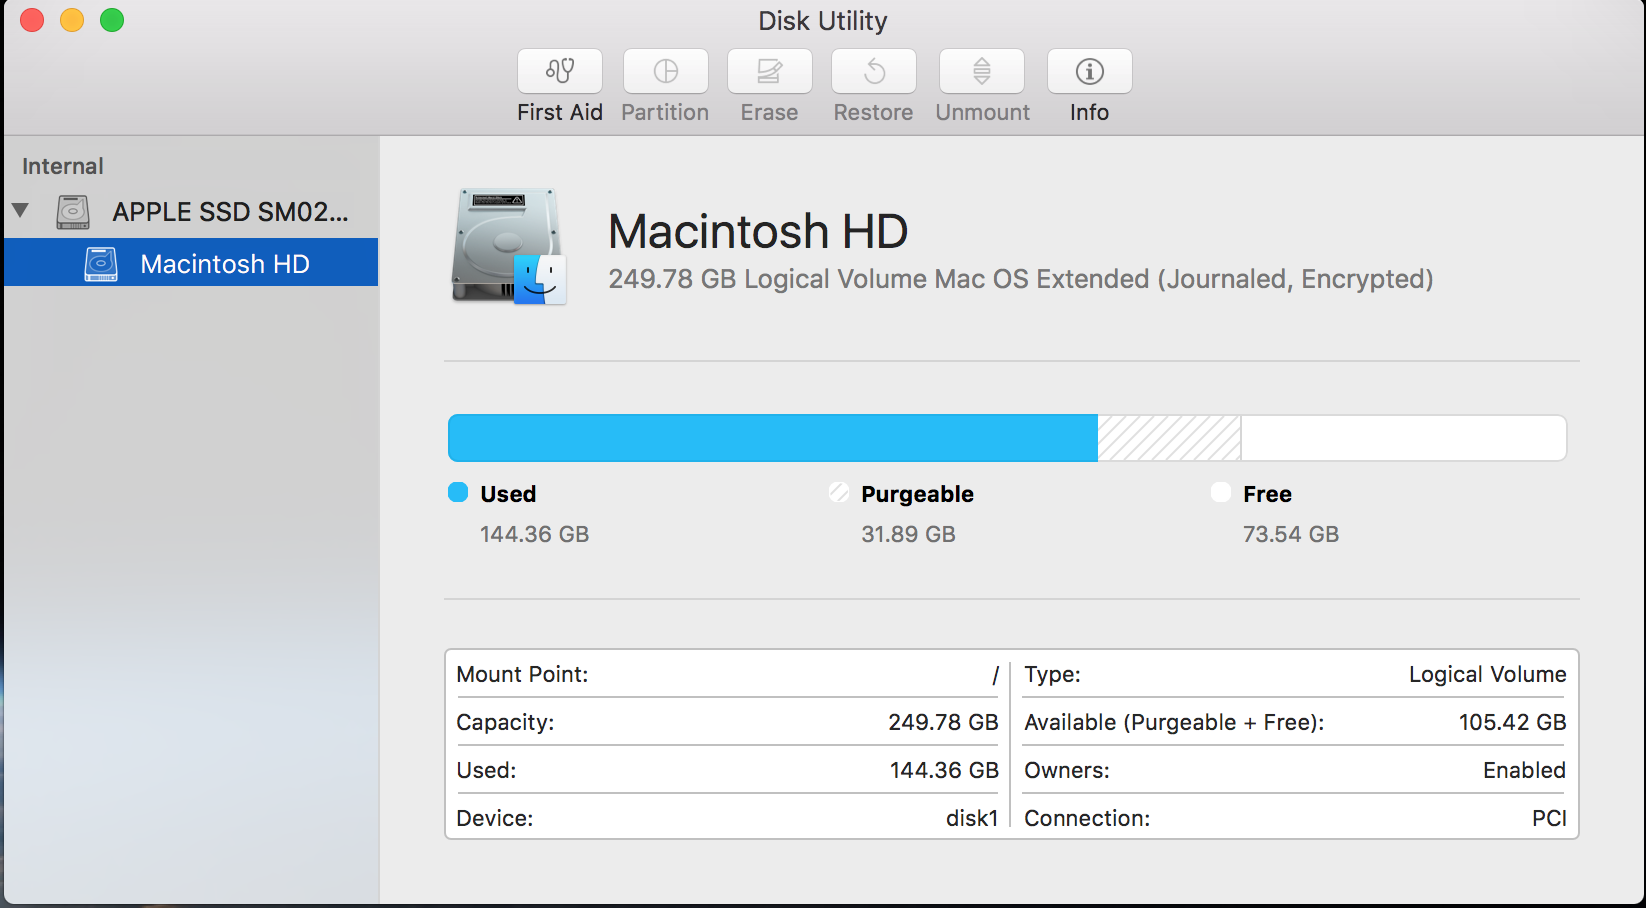 Disk Utility
First Aid
Partition
Erase
Restore
Unmount
Info
Internal
APPLE SSD SM02...
Macintosh HD
Macintosh HD
249.78 GB Logical Volume Mac OS Extended (Journaled, Encrypted)
Used
144.36 GB
Purgeable
31.89 GB
Free
73.54 GB
Mount Point: /
Capacity: 249.78 GB
Used: 144.36 GB
Device: disk1
Type: Logical Volume
Available (Purgeable + Free): 105.42 GB
Owners: Enabled
Connection: PCI